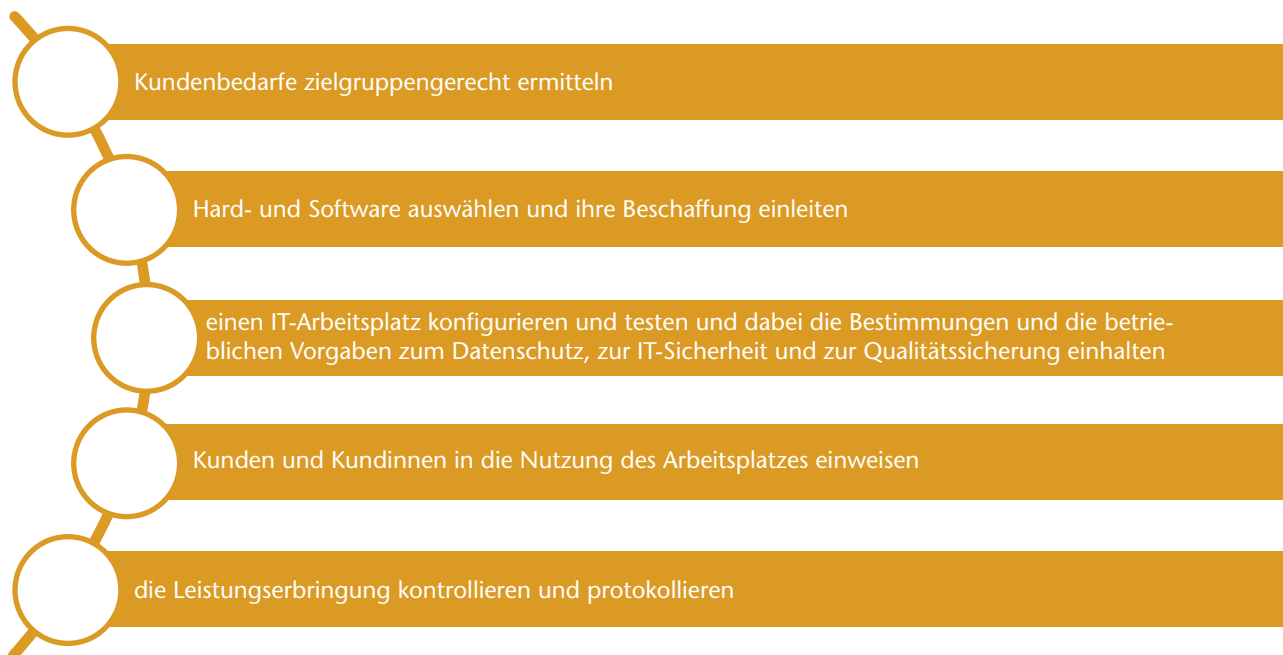 Kundenbedarfe zielgruppengerecht ermitteln
Hard- und Software auswählen und ihre Beschaffung einleiten
einen IT-Arbeitsplatz konfigurieren und testen und dabei die Bestimmungen und die betrie-
blichen Vorgaben zum Datenschutz, zur IT-Sicherheit und zur Qualitätssicherung einhalten
Kunden und Kundinnen in die Nutzung des Arbeitsplatzes einweisen
die Leistungserbringung kontrollieren und protokollieren